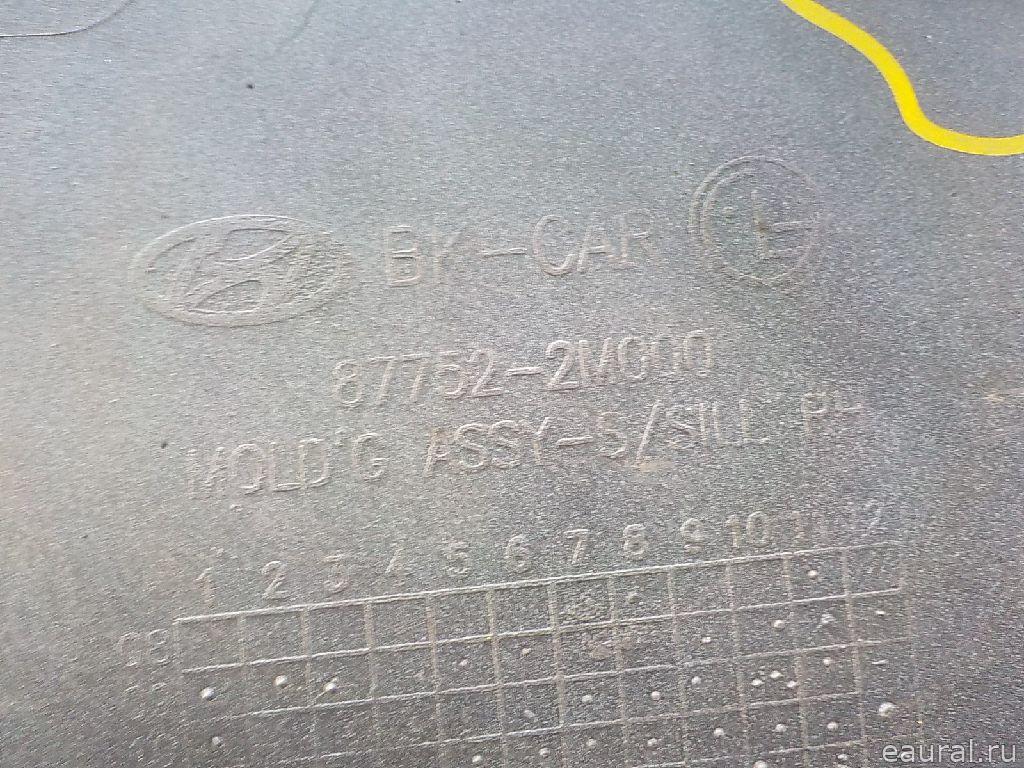 BY-CAR
87752-2M000
MOLD'G ASSY-S/SILL RH
1 2 3 4 5 6 7 8 9 10 11 12
08
eaural.ru